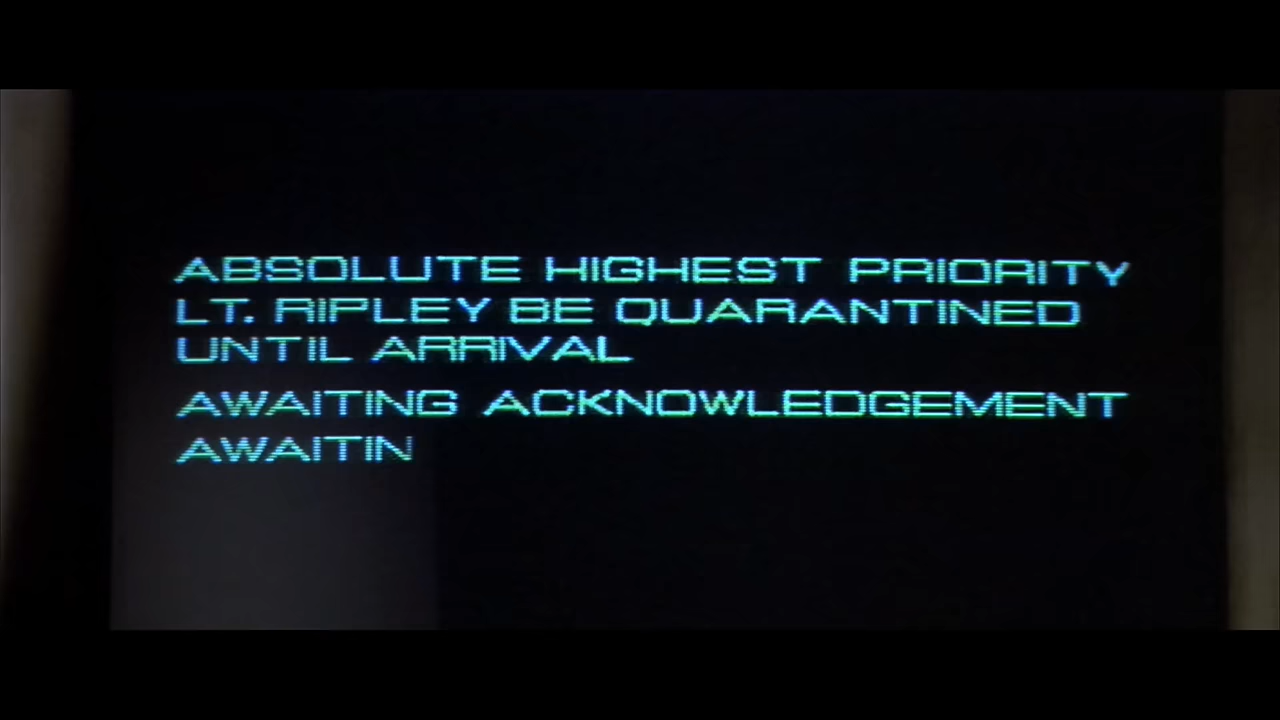 ABSOLUTE HIGHEST PRIORITY
LT. RIPLEY BE QUARANTINED
UNTIL ARRIVAL
AWAITING ACKNOWLEDGEMENT
AWAITIN